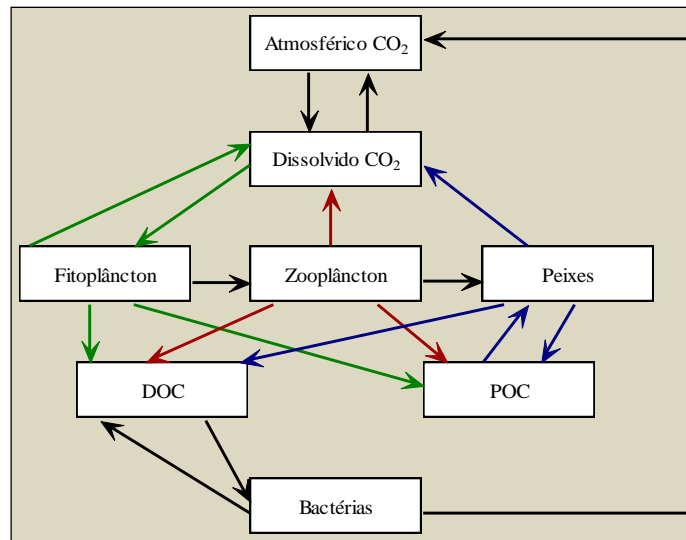 Atmosférico CO₂
Dissolvido CO₂
Fitoplâncton
Zooplâncton
Peixes
DOC
POC
Bactérias